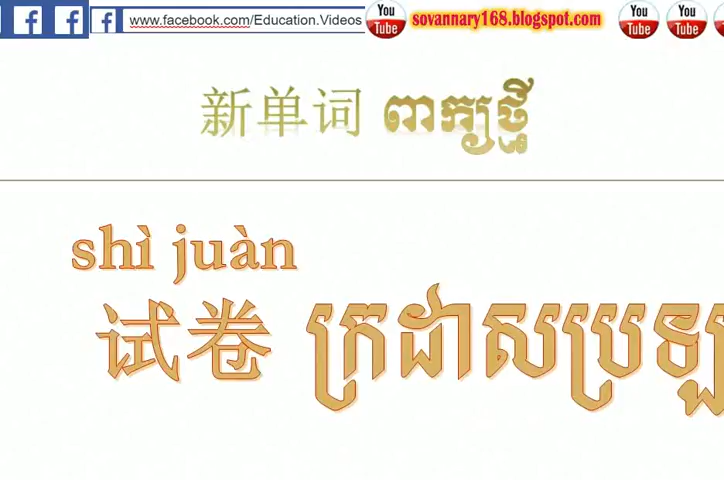 www.facebook.com/Education.Videos You Tube sovannary168.blogspot.com You Tube You Tube
新单词 ពាក្យថ្មី
shì juàn
试卷 ក្រដាសប្រឡ